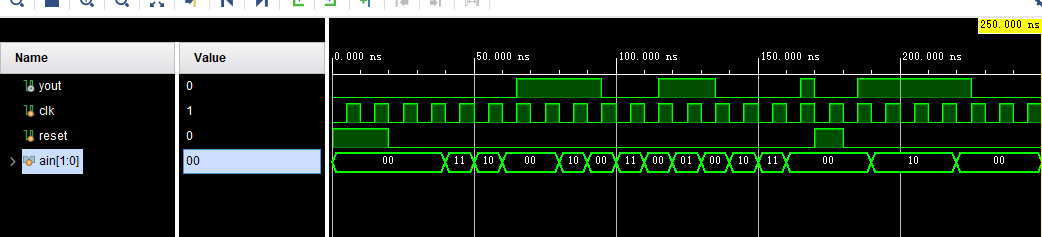 250.000 ns
Name Value
0.000 ns 50.000 ns 100.000 ns 150.000 ns 200.000 ns
yout 0
clk 1
reset 0
ain[1:0] 00 00 11 10 00 10 00 11 00 01 00 10 11 00 10 00